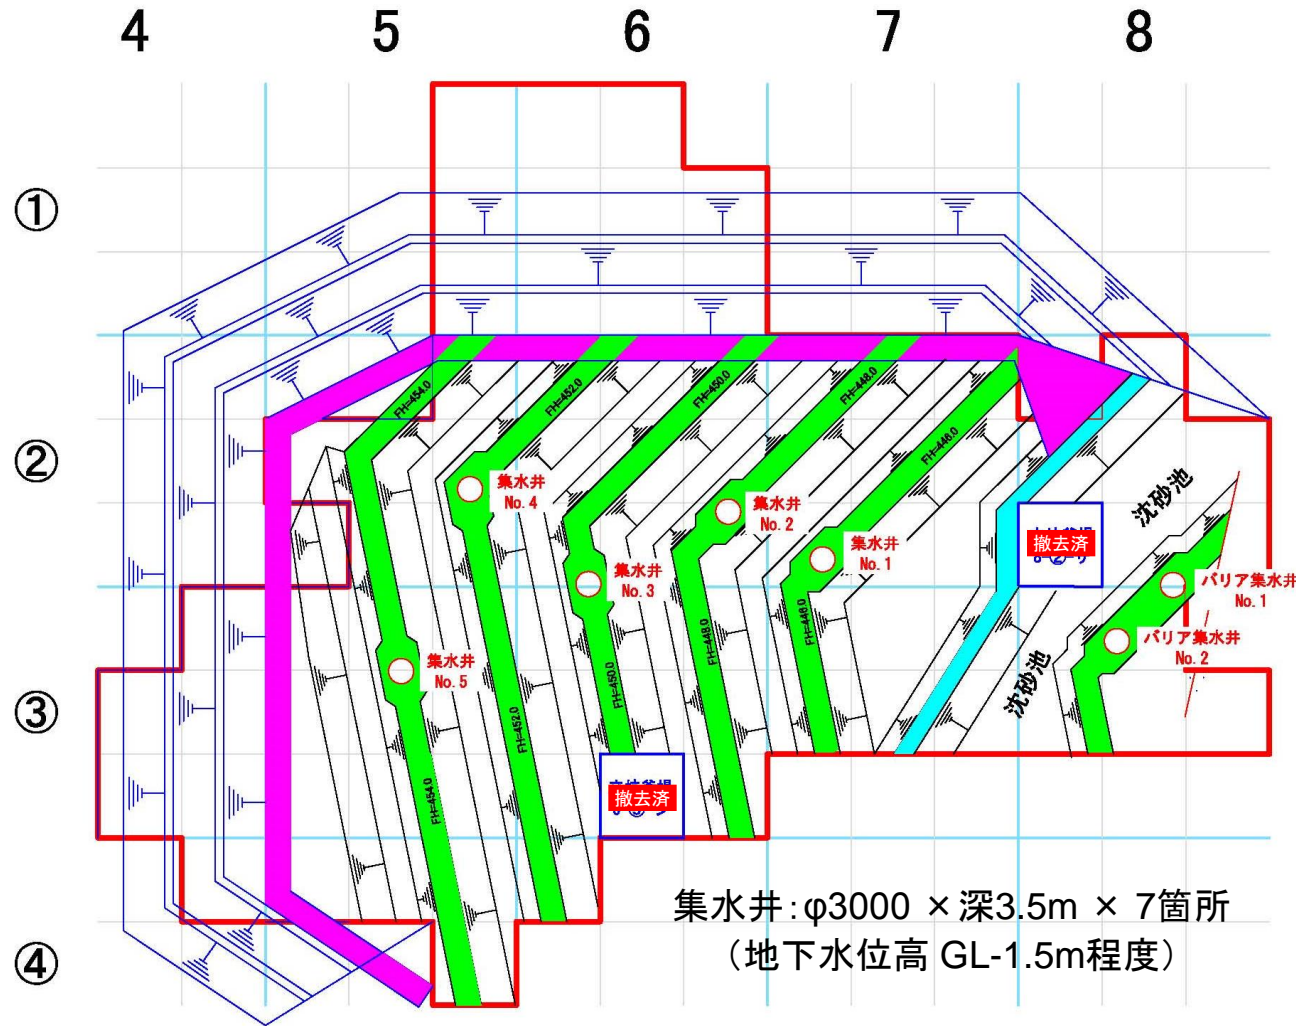 4 5 6 7 8
①
②
③
④
FH=454.0
FH=452.0
FH=450.0
FH=448.0
FH=446.0
集水井
No. 4
集水井
No. 2
集水井
No. 1
集水井
No. 3
集水井
No. 5
撤去済
沈砂池
バリア集水井
No. 1
バリア集水井
No. 2
沈砂池
FH=446.0
FH=448.0
FH=450.0
FH=452.0
FH=454.0
撤去済
集水井:φ3000 ×深3.5m × 7箇所
（地下水位高 GL-1.5m程度）